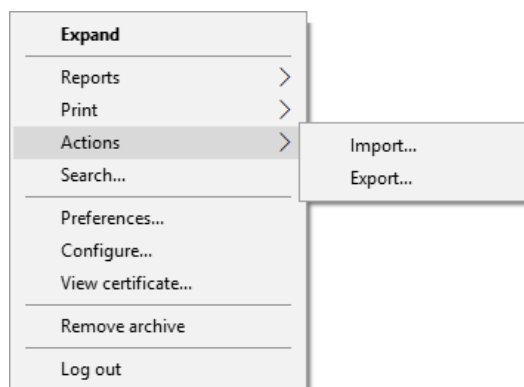 Expand
Reports
Print
Actions
Import...
Export...
Search...
Preferences...
Configure...
View certificate...
Remove archive
Log out